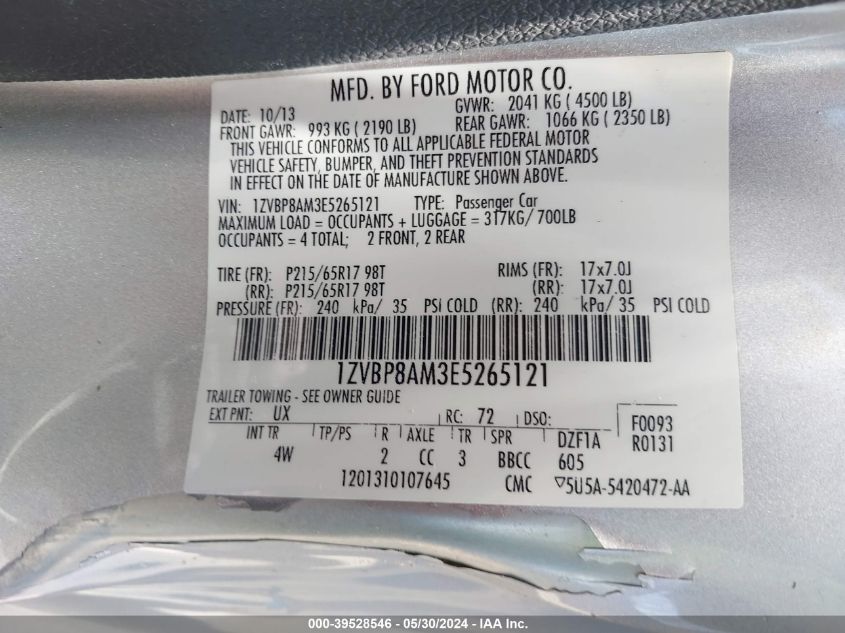 MFD. BY FORD MOTOR CO.
DATE: 10/13 GVWR: 2041 KG ( 4500 LB)
FRONT GAWR: 993 KG ( 2190 LB) REAR GAWR: 1066 KG ( 2350 LB)
THIS VEHICLE CONFORMS TO ALL APPLICABLE FEDERAL MOTOR
VEHICLE SAFETY, BUMPER, AND THEFT PREVENTION STANDARDS
IN EFFECT ON THE DATE OF MANUFACTURE SHOWN ABOVE.
VIN: 1ZVBP8AM3E5265121 TYPE: Passenger Car
MAXIMUM LOAD = OCCUPANTS + LUGGAGE = 317KG/ 700LB
OCCUPANTS = 4 TOTAL; 2 FRONT, 2 REAR
TIRE (FR): P215/65R17 98T RIMS (FR): 17x7.0J
(RR): P215/65R17 98T (RR): 17x7.0J
PRESSURE (FR): 240 kPa/ 35 PSI COLD (RR): 240 kPa/ 35 PSI COLD
1ZVBP8AM3E5265121
TRAILER TOWING - SEE OWNER GUIDE
EXT PNT: UX RC: 72 DSO: F0093
INT TR TP/PS R AXLE TR SPR DZF1A R0131
4W 2 CC 3 BBCC 605
1201310107645 CMC ▽5U5A-5420472-AA
000-39528546 - 05/30/2024 - IAA Inc.